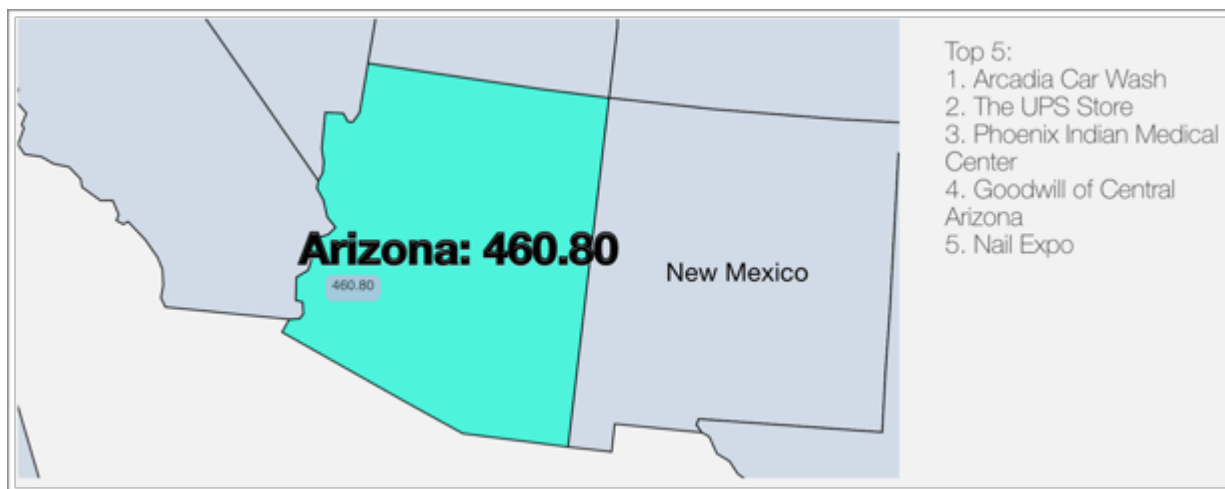 Top 5:
1. Arcadia Car Wash
2. The UPS Store
3. Phoenix Indian Medical
Center
4. Goodwill of Central
Arizona
5. Nail Expo
Arizona: 460.80
460.80
New Mexico